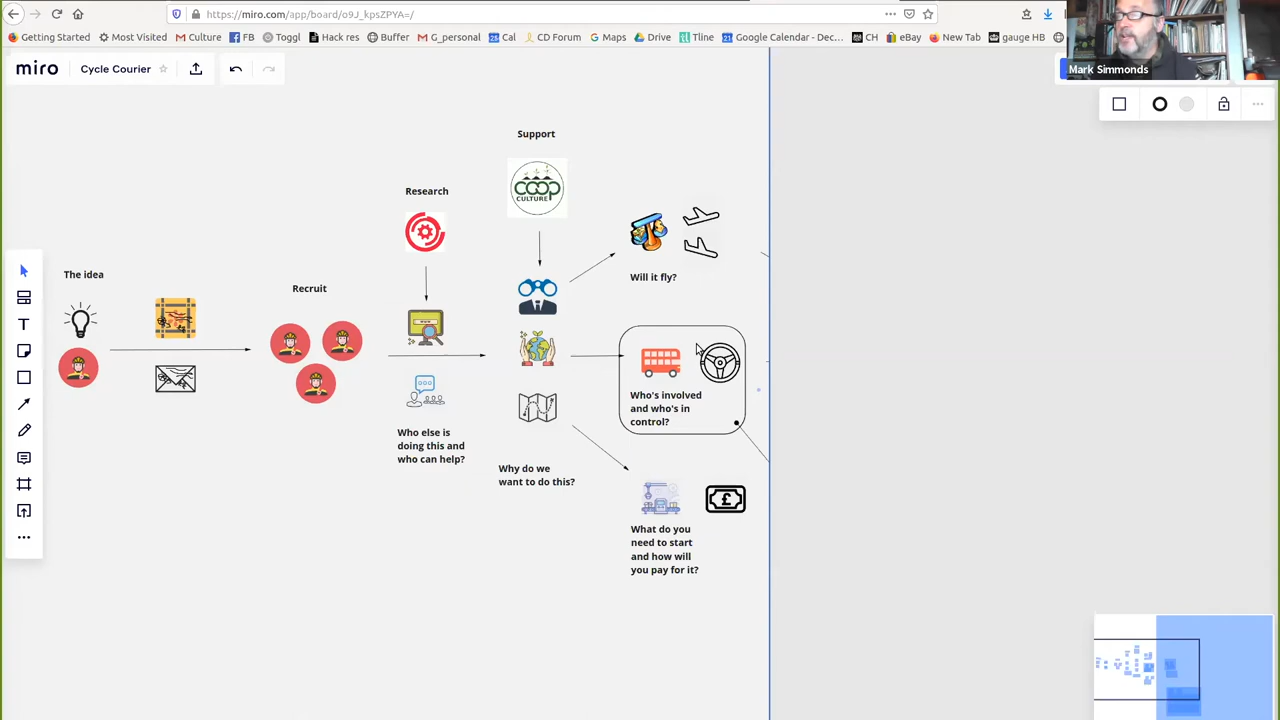 https://miro.com/app/board/o9J_kpsZPYA=/
Getting Started
Most Visited
Culture
FB
Toggl
Hack res
Buffer
G_personal
Cal
CD Forum
Maps
Drive
Tline
Google Calendar - Dec...
CH
eBay
New Tab
gauge HB
Mark Simmonds
miro
Cycle Courier
Support
COOP
CULTURE
Research
The idea
Recruit
Will it fly?
Who's involved
and who's in
control?
Who else is
doing this and
who can help?
Why do we
want to do this?
What do you
need to start
and how will
you pay for it?
£
T